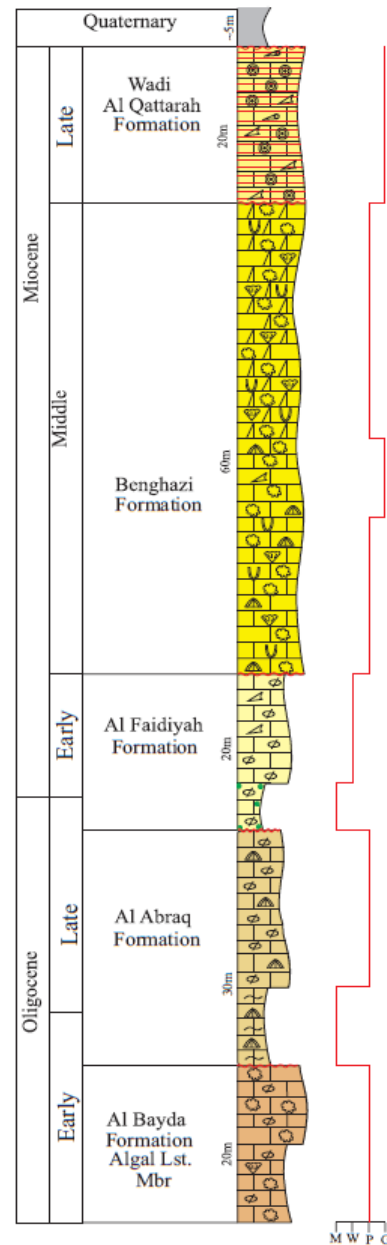 Quaternary
~5m
Miocene
Late
Wadi
Al Qattarah
Formation
20m
Middle
Benghazi
Formation
60m
Early
Al Faidiyah
Formation
20m
Oligocene
Late
Al Abraq
Formation
30m
Early
Al Bayda
Formation
Algal Lst.
Mbr
20m
M W P G